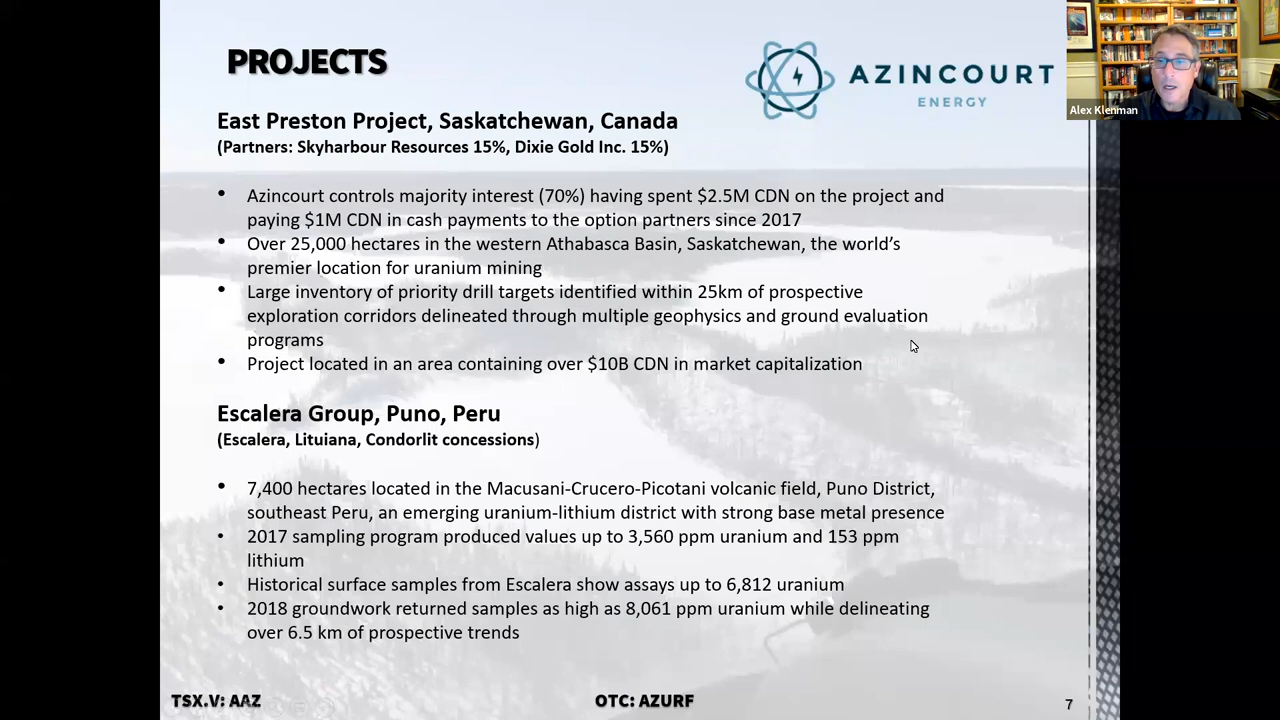 PROJECTS
AZINCOURT
ENERGY
Alex Klenman
East Preston Project, Saskatchewan, Canada
(Partners: Skyharbour Resources 15%, Dixie Gold Inc. 15%)
• Azincourt controls majority interest (70%) having spent $2.5M CDN on the project and
paying $1M CDN in cash payments to the option partners since 2017
• Over 25,000 hectares in the western Athabasca Basin, Saskatchewan, the world’s
premier location for uranium mining
• Large inventory of priority drill targets identified within 25km of prospective
exploration corridors delineated through multiple geophysics and ground evaluation
programs
• Project located in an area containing over $10B CDN in market capitalization
Escalera Group, Puno, Peru
(Escalera, Lituiana, Condorlit concessions)
• 7,400 hectares located in the Macusani-Crucero-Picotani volcanic field, Puno District,
southeast Peru, an emerging uranium-lithium district with strong base metal presence
• 2017 sampling program produced values up to 3,560 ppm uranium and 153 ppm
lithium
• Historical surface samples from Escalera show assays up to 6,812 uranium
• 2018 groundwork returned samples as high as 8,061 ppm uranium while delineating
over 6.5 km of prospective trends
TSX.V: AAZ
OTC: AZURF
7